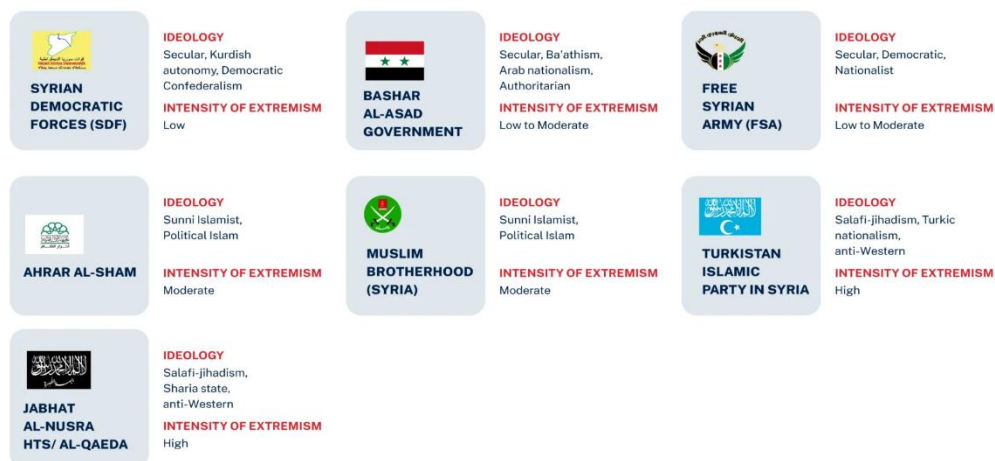 SYRIAN
DEMOCRATIC
FORCES (SDF)
IDEOLOGY
Secular, Kurdish
autonomy, Democratic
Confederalism
INTENSITY OF EXTREMISM
Low
BASHAR
AL-ASAD
GOVERNMENT
IDEOLOGY
Secular, Ba'athism,
Arab nationalism,
Authoritarian
INTENSITY OF EXTREMISM
Low to Moderate
FREE
SYRIAN
ARMY (FSA)
IDEOLOGY
Secular, Democratic,
Nationalist
INTENSITY OF EXTREMISM
Low to Moderate
AHRAR AL-SHAM
IDEOLOGY
Sunni Islamist,
Political Islam
INTENSITY OF EXTREMISM
Moderate
MUSLIM
BROTHERHOOD
(SYRIA)
IDEOLOGY
Sunni Islamist,
Political Islam
INTENSITY OF EXTREMISM
Moderate
TURKISTAN
ISLAMIC
PARTY IN SYRIA
IDEOLOGY
Salafi-jihadism, Turkic
nationalism,
anti-Western
INTENSITY OF EXTREMISM
High
JABHAT
AL-NUSRA
HTS/ AL-QAEDA
IDEOLOGY
Salafi-jihadism,
Sharia state,
anti-Western
INTENSITY OF EXTREMISM
High